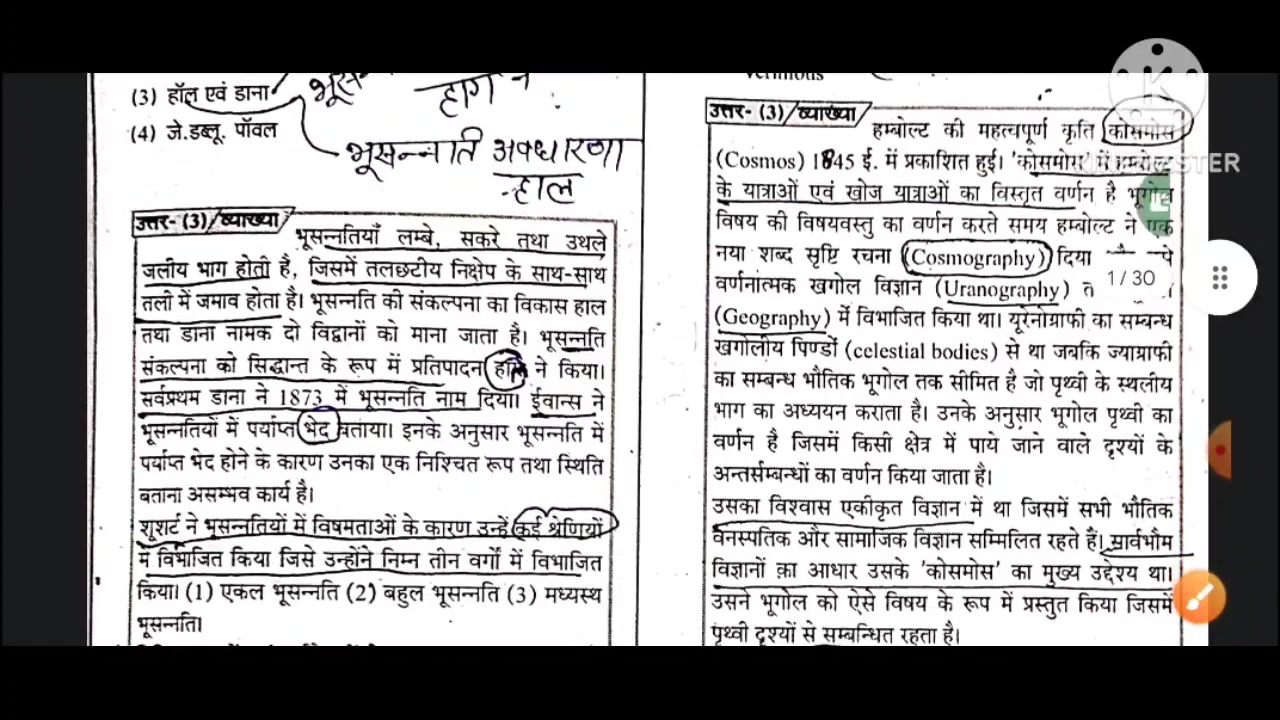 (3) हॉल एवं डाना
(4) जे.डब्लू. पॉवल
हाग ने
भूसन्नति अवधारणा
-हाल
उत्तर- (3)/व्याख्या
भूसन्नतियाँ लम्बे, सकरे तथा उथले
जलीय भाग होती है, जिसमें तलछटीय निक्षेप के साथ-साथ
तली में जमाव होता है। भूसन्नति की संकल्पना का विकास हाल
तथा डाना नामक दो विद्वानों को माना जाता है। भूसन्नति
संकल्पना को सिद्धान्त के रूप में प्रतिपादन हाल ने किया।
सर्वप्रथम डाना ने 1873 में भूसन्नति नाम दिया। ईवान्स ने
भूसन्नतियों में पर्याप्त भेद बताया। इनके अनुसार भूसन्नति में
पर्याप्त भेद होने के कारण उनका एक निश्चित रूप तथा स्थिति
बताना असम्भव कार्य है।
शूशर्ट ने भूसन्नतियों में विषमताओं के कारण उन्हें कई श्रेणियों
में विभाजित किया जिसे उन्होंने निम्न तीन वर्गों में विभाजित
किया। (1) एकल भूसन्नति (2) बहुल भूसन्नति (3) मध्यस्थ
भूसन्नति।
उत्तर- (3)/व्याख्या
हम्बोल्ट की महत्वपूर्ण कृति कोसमोस
(Cosmos) 1845 ई. में प्रकाशित हुई। 'कोसमोस' में हम्बोल्ट
के यात्राओं एवं खोज यात्राओं का विस्तृत वर्णन है भूगोल
विषय की विषयवस्तु का वर्णन करते समय हम्बोल्ट ने एक
नया शब्द सृष्टि रचना (Cosmography) दिया
वर्णनात्मक खगोल विज्ञान (Uranography)
(Geography) में विभाजित किया था। यूरेनोग्राफी का सम्बन्ध
खगोलीय पिण्डों (celestial bodies) से था जबकि ज्याग्राफी
का सम्बन्ध भौतिक भूगोल तक सीमित है जो पृथ्वी के स्थलीय
भाग का अध्ययन कराता है। उनके अनुसार भूगोल पृथ्वी का
वर्णन है जिसमें किसी क्षेत्र में पाये जाने वाले दृश्यों के
अन्तर्सम्बन्धों का वर्णन किया जाता है।
उसका विश्वास एकीकृत विज्ञान में था जिसमें सभी भौतिक
वनस्पतिक और सामाजिक विज्ञान सम्मिलित रहते हैं। सार्वभौम
विज्ञानों का आधार उसके 'कोसमोस' का मुख्य उद्देश्य था।
उसने भूगोल को ऐसे विषय के रूप में प्रस्तुत किया जिसमें
पृथ्वी दृश्यों से सम्बन्धित रहता है।
1/30